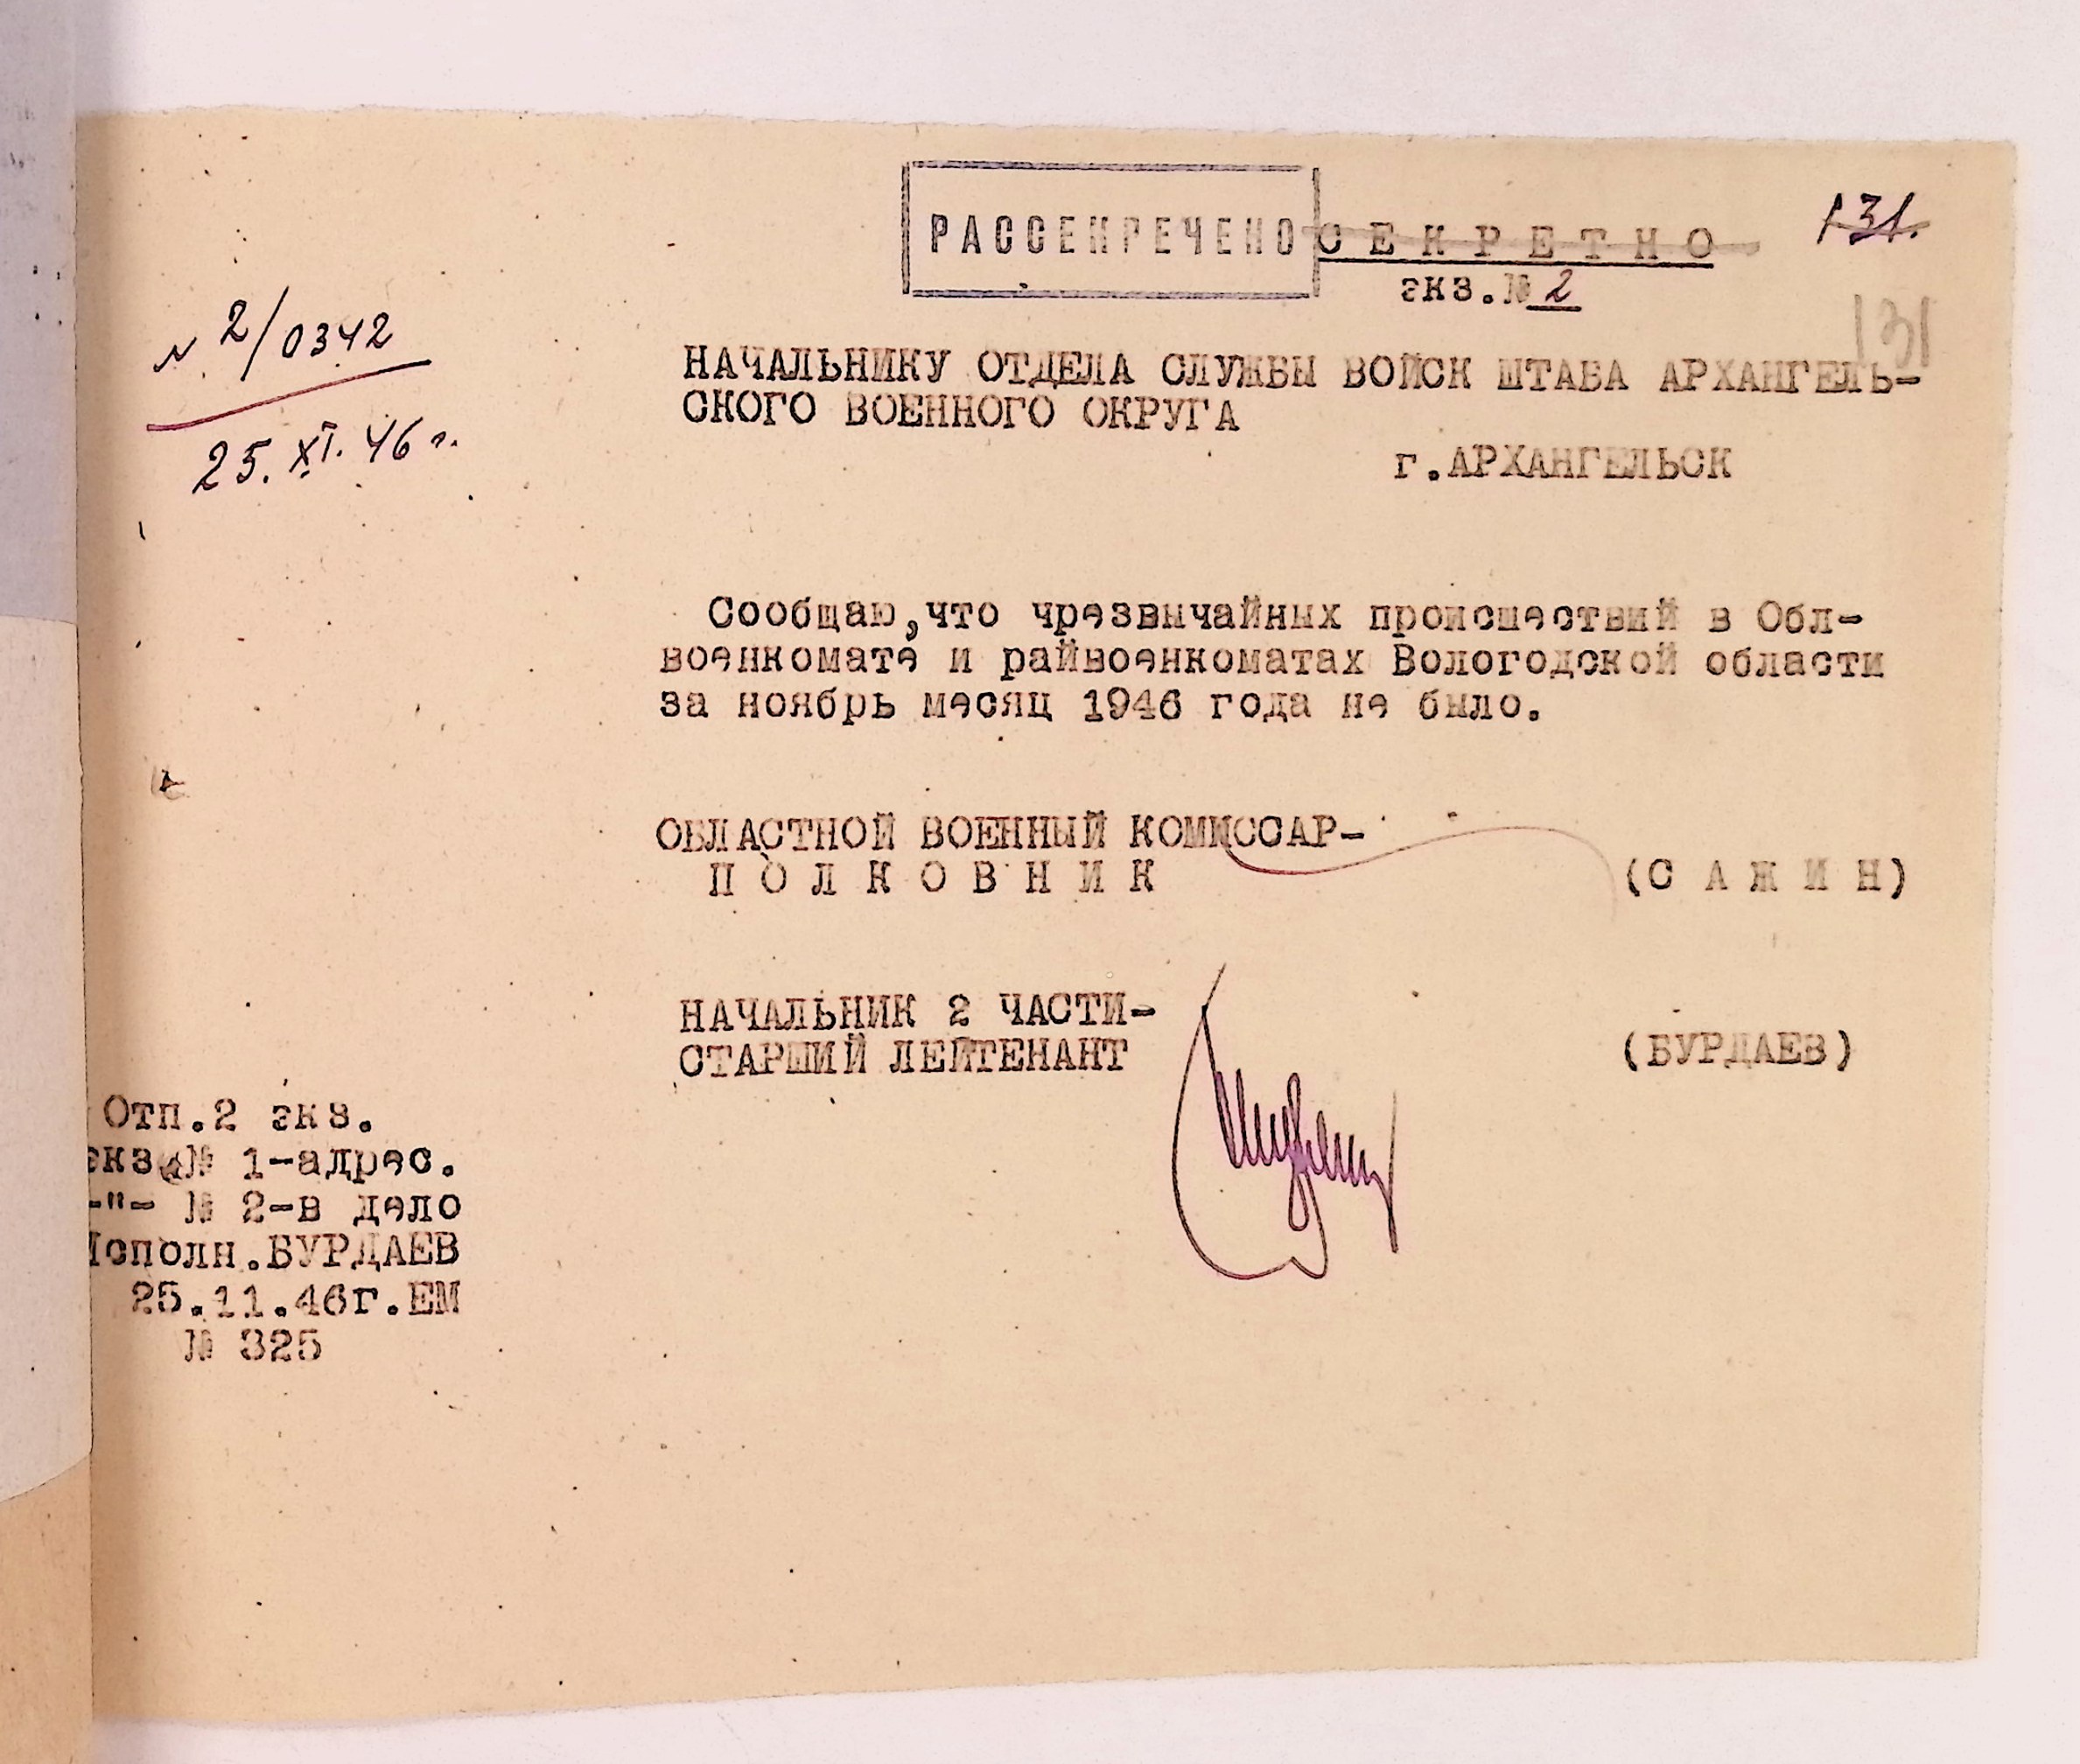 РАССЕКРЕЧЕНО С Е К Р Е Т Н О 131.
экз.№ 2
131
№ 2/0342
25.XI.46 г.
НАЧАЛЬНИКУ ОТДЕЛА СЛУЖБЫ ВОЙСК ШТАБА АРХАНГЕЛЬ-
СКОГО ВОЕННОГО ОКРУГА
г.АРХАНГЕЛЬСК
Сообщаю,что чрезвычайных происшествий в Обл-
военкомате и райвоенкоматах Вологодской области
за ноябрь месяц 1946 года не было.
ОБЛАСТНОЙ ВОЕННЫЙ КОМИССАР-
П О Л К О В Н И К (С А Ж И Н)
НАЧАЛЬНИК 2 ЧАСТИ-
СТАРШИЙ ЛЕЙТЕНАНТ (БУРДАЕВ)
Отп.2 экз.
экз.№ 1-адрес.
-"- № 2-в дело
Исполн.БУРДАЕВ
25.11.46г.ЕМ
№ 325